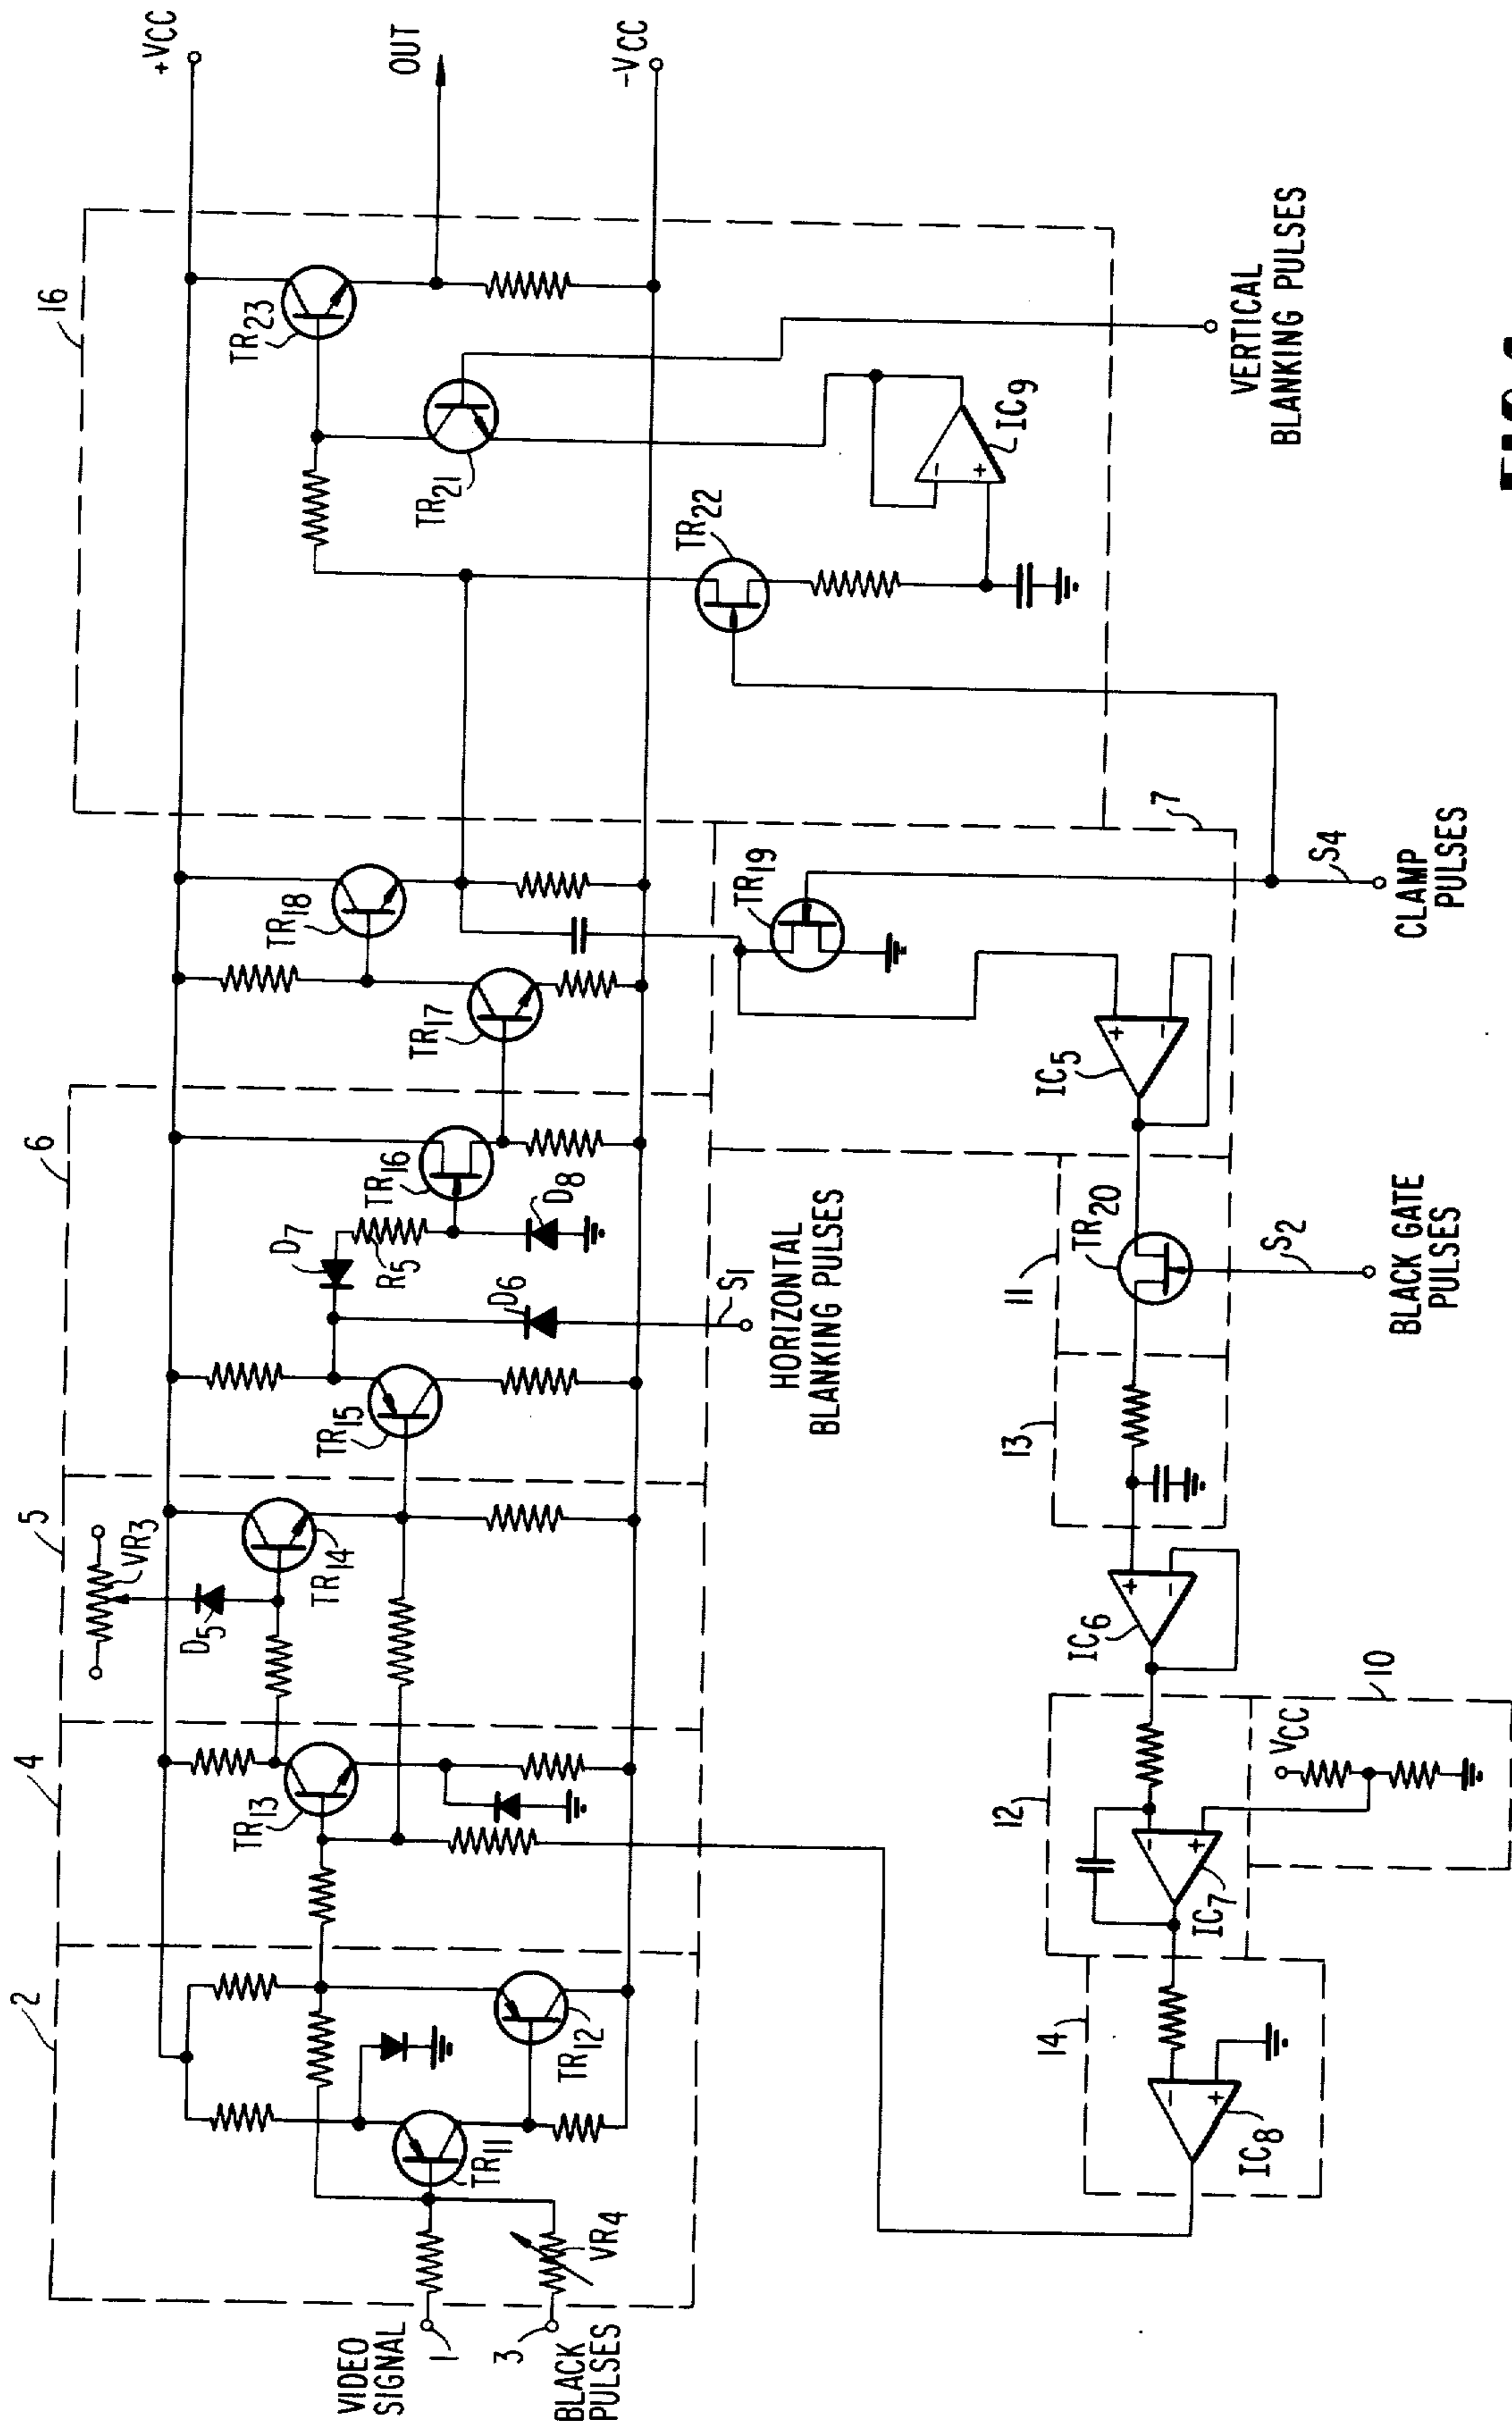 +VCC
OUT
-VCC
16
TR23
TR21
TR22
IC9
VERTICAL
BLANKING PULSES
7
TR18
TR17
TR19
S4
CLAMP
PULSES
IC5
6
TR16
D7
R5
D8
D6
S1
HORIZONTAL
BLANKING PULSES
TR15
TR20
11
S2
BLACK GATE
PULSES
13
5
VR3
D5
TR14
IC6
4
TR13
12
IC7
VCC
10
2
TR12
TR11
14
IC8
VIDEO
SIGNAL
1
3
BLACK
PULSES
VR4